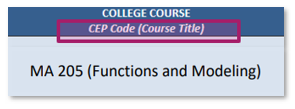 COLLEGE COURSE
CEP Code (Course Title)
MA 205 (Functions and Modeling)